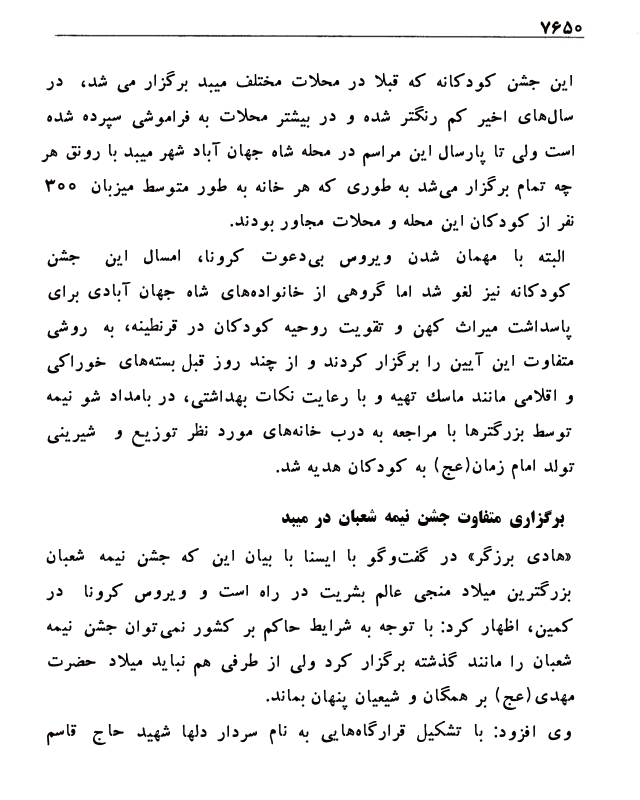 ۷۶۵۰
این جشن کودکانه که قبلا در محلات مختلف میبد برگزار می شد، در
سال‌های اخیر کم رنگتر شده و در بیشتر محلات به فراموشی سپرده شده
است ولی تا پارسال این مراسم در محله شاه جهان آباد شهر میبد با رونق هر
چه تمام برگزار می‌شد به طوری که هر خانه به طور متوسط میزبان ۳۰۰
نفر از کودکان این محله و محلات مجاور بودند.
البته با مهمان شدن ویروس بی‌دعوت کرونا، امسال این جشن
کودکانه نیز لغو شد اما گروهی از خانواده‌های شاه جهان آبادی برای
پاسداشت میراث کهن و تقویت روحیه کودکان در قرنطینه، به روشی
متفاوت این آیین را برگزار کردند و از چند روز قبل بسته‌های خوراکی
و اقلامی مانند ماسك تهیه و با رعایت نکات بهداشتی، در بامداد شو نیمه
توسط بزرگترها با مراجعه به درب خانه‌های مورد نظر توزیع و شیرینی
تولد امام زمان(عج) به کودکان هدیه شد.
برگزاری متفاوت جشن نیمه شعبان در میبد
«هادی برزگر» در گفت‌وگو با ایسنا با بیان این که جشن نیمه شعبان
بزرگترین میلاد منجی عالم بشریت در راه است و ویروس کرونا در
کمین، اظهار کرد: با توجه به شرایط حاکم بر کشور نمی‌توان جشن نیمه
شعبان را مانند گذشته برگزار کرد ولی از طرفی هم نباید میلاد حضرت
مهدی(عج) بر همگان و شیعیان پنهان بماند.
وی افزود: با تشکیل قرارگاه‌هایی به نام سردار دلها شهید حاج قاسم